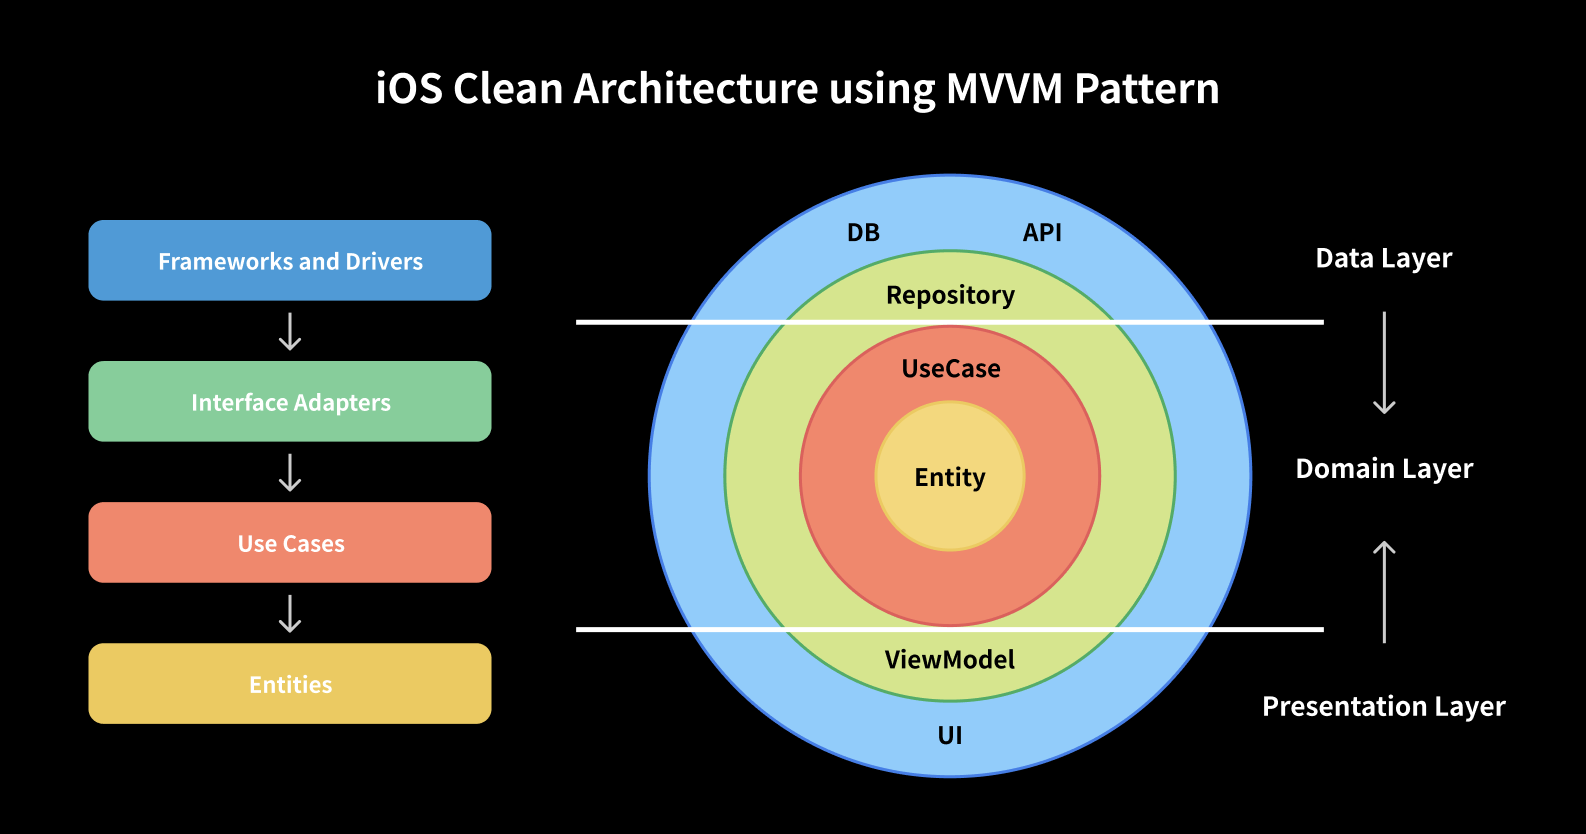 iOS Clean Architecture using MVVM Pattern
Frameworks and Drivers
Interface Adapters
Use Cases
Entities
DB
API
Repository
UseCase
Entity
ViewModel
UI
Data Layer
Domain Layer
Presentation Layer